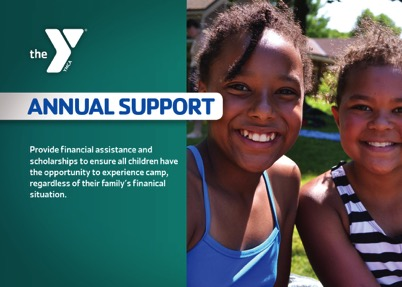 the
YMCA
ANNUAL SUPPORT
Provide financial assistance and
scholarships to ensure all children have
the opportunity to experience camp,
regardless of their family's finanical
situation.